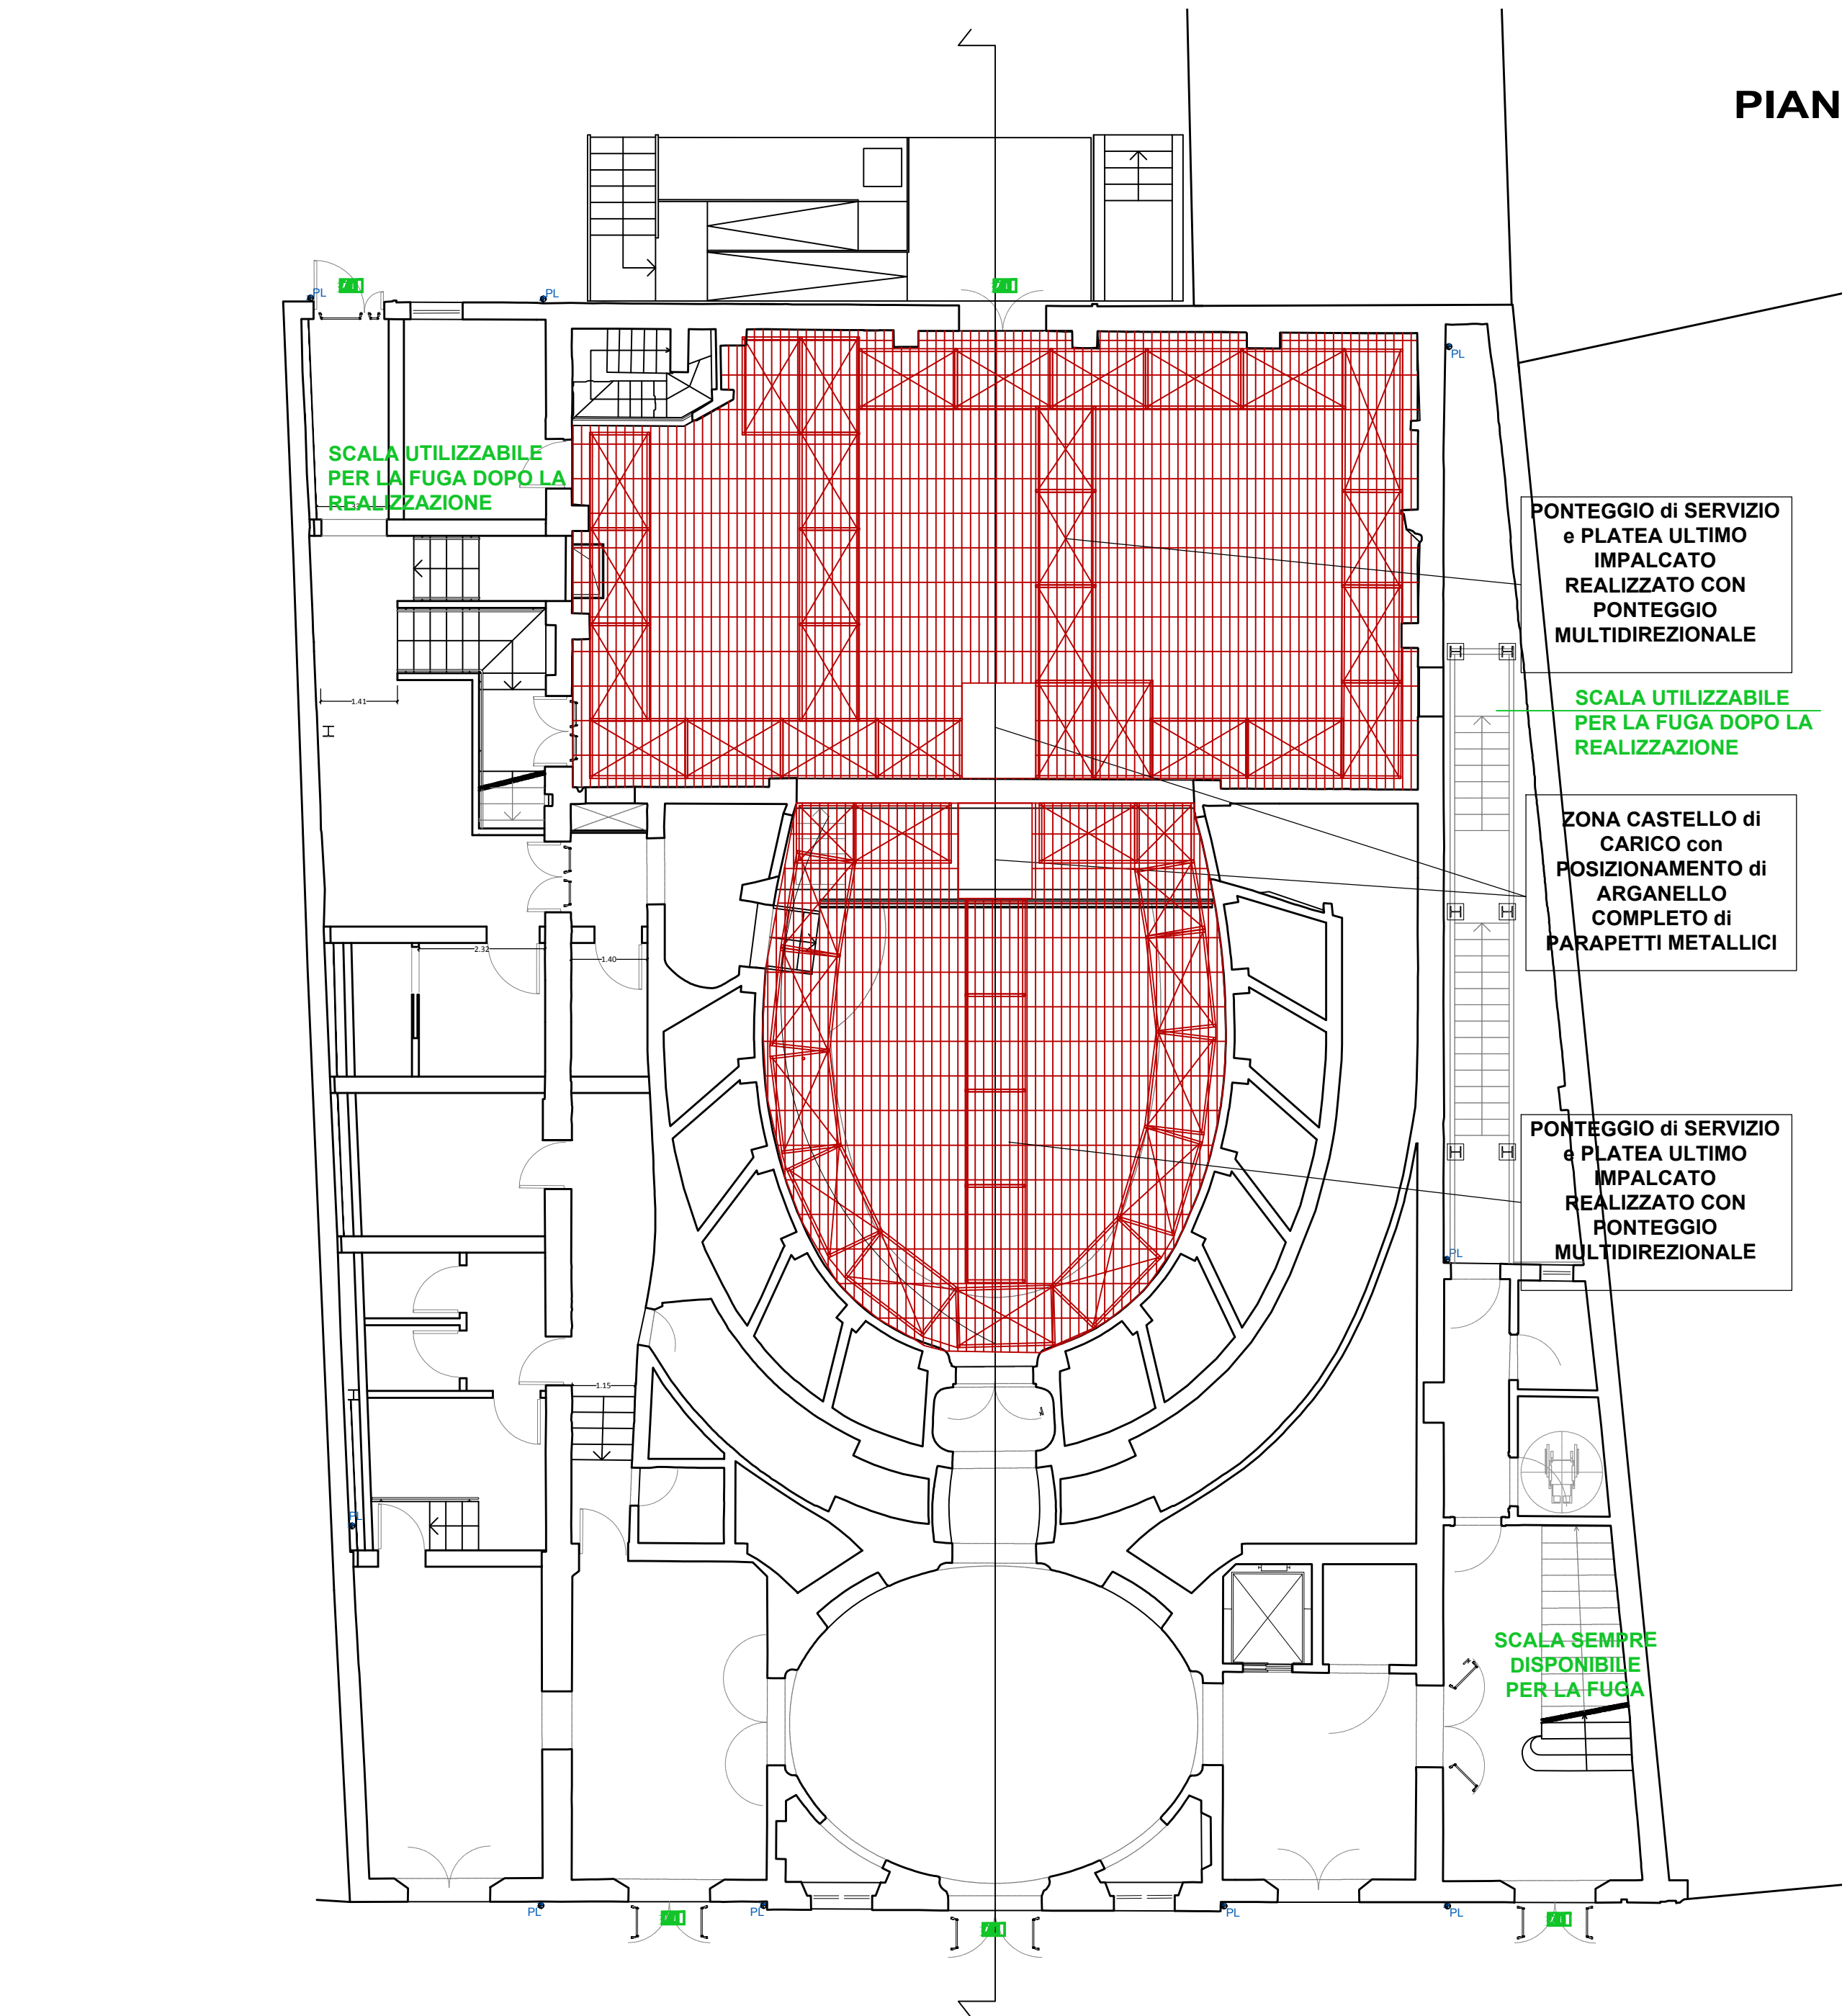 PIAN
PL
PL
PL
SCALA UTILIZZABILE
PER LA FUGA DOPO LA
REALIZZAZIONE
PONTEGGIO di SERVIZIO
e PLATEA ULTIMO
IMPALCATO
REALIZZATO CON
PONTEGGIO
MULTIDIREZIONALE
1.41
SCALA UTILIZZABILE
PER LA FUGA DOPO LA
REALIZZAZIONE
ZONA CASTELLO di
CARICO con
POSIZIONAMENTO di
ARGANELLO
COMPLETO di
PARAPETTI METALLICI
2.32
1.40
PONTEGGIO di SERVIZIO
e PLATEA ULTIMO
IMPALCATO
REALIZZATO CON
PONTEGGIO
MULTIDIREZIONALE
PL
1.15
PL
SCALA SEMPRE
DISPONIBILE
PER LA FUGA
PL
PL
PL
PL